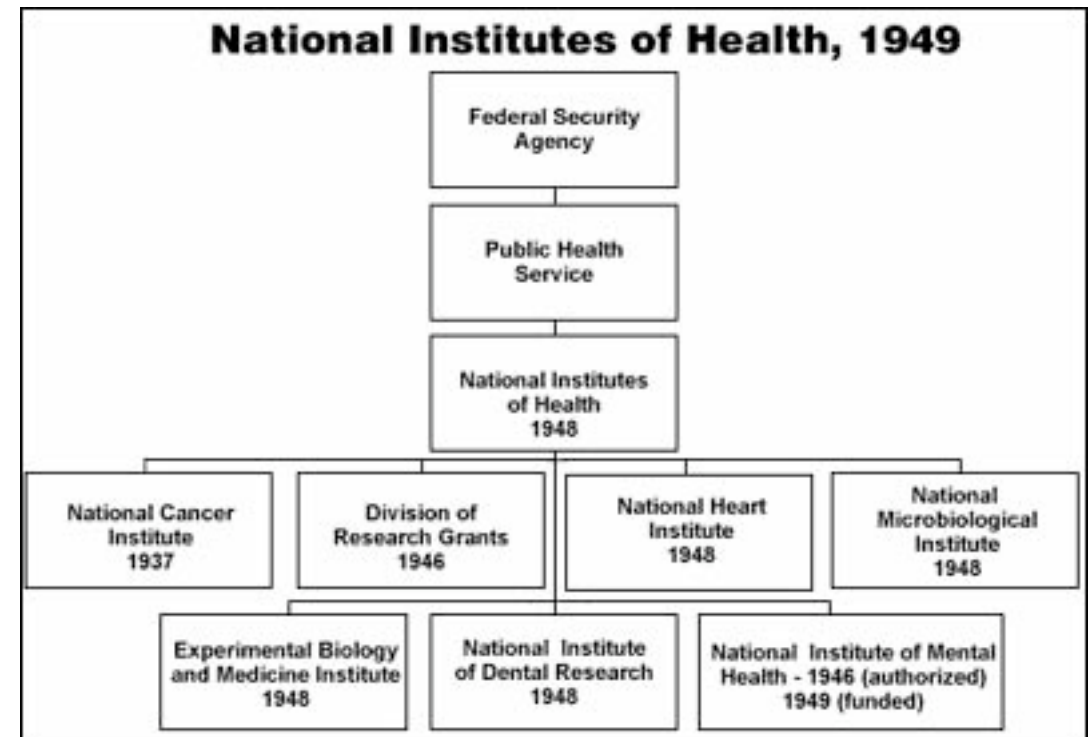 National Institutes of Health, 1949
Federal Security
Agency
Public Health
Service
National Institutes
of Health
1948
National Cancer
Institute
1937
Division of
Research Grants
1946
National Heart
Institute
1948
National
Microbiological
Institute
1948
Experimental Biology
and Medicine Institute
1948
National Institute
of Dental Research
1948
National Institute of Mental
Health - 1946 (authorized)
1949 (funded)